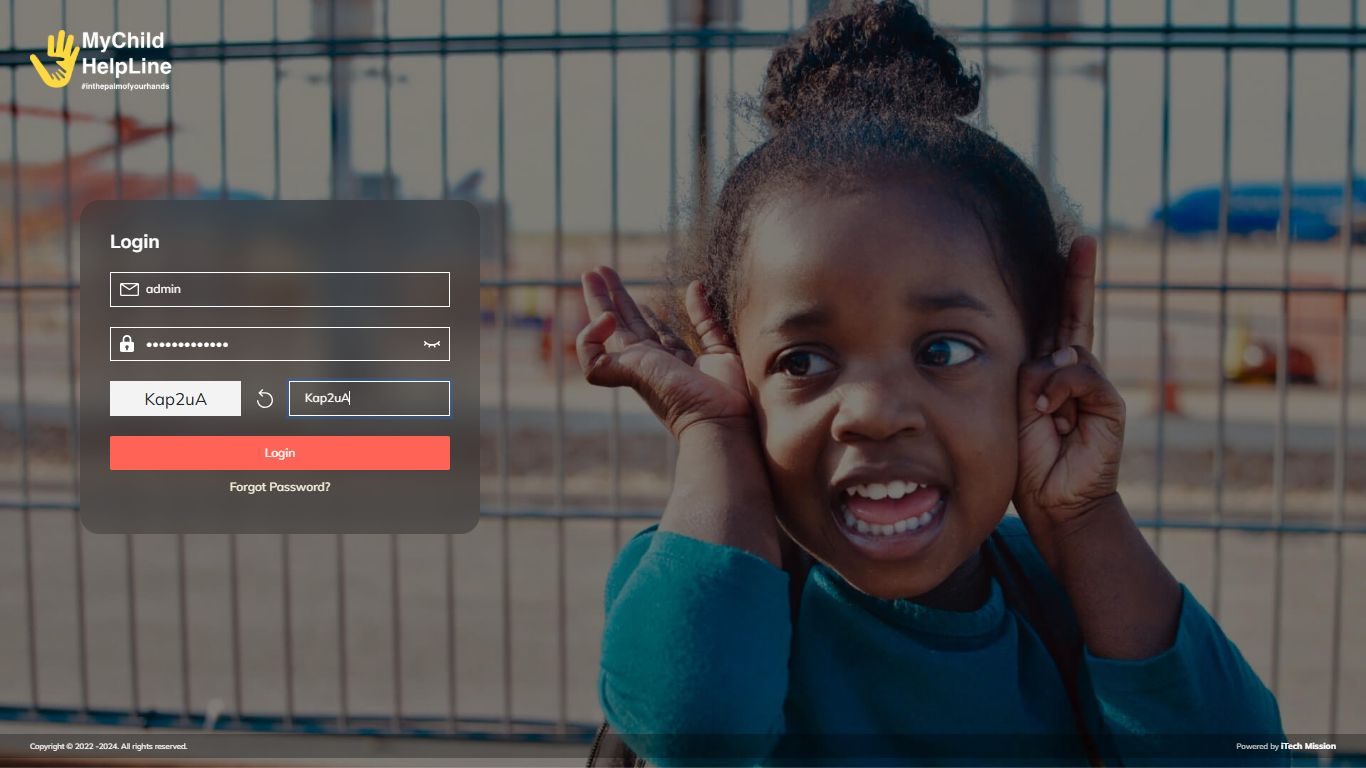 MyChild
HelpLine
#inthepalmofyourhands
Login
admin
•••••••••••••
Kap2uA
Kap2uA
Login
Forgot Password?
Copyright © 2022 -2024. All rights reserved.
Powered by iTech Mission